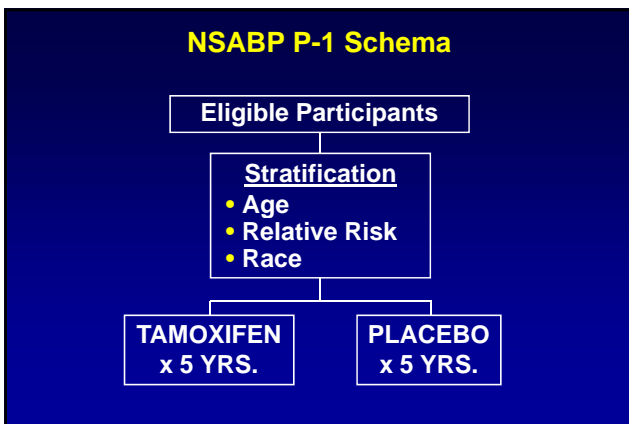 NSABP P-1 Schema
Eligible Participants
Stratification
• Age
• Relative Risk
• Race
TAMOXIFEN
x 5 YRS.
PLACEBO
x 5 YRS.